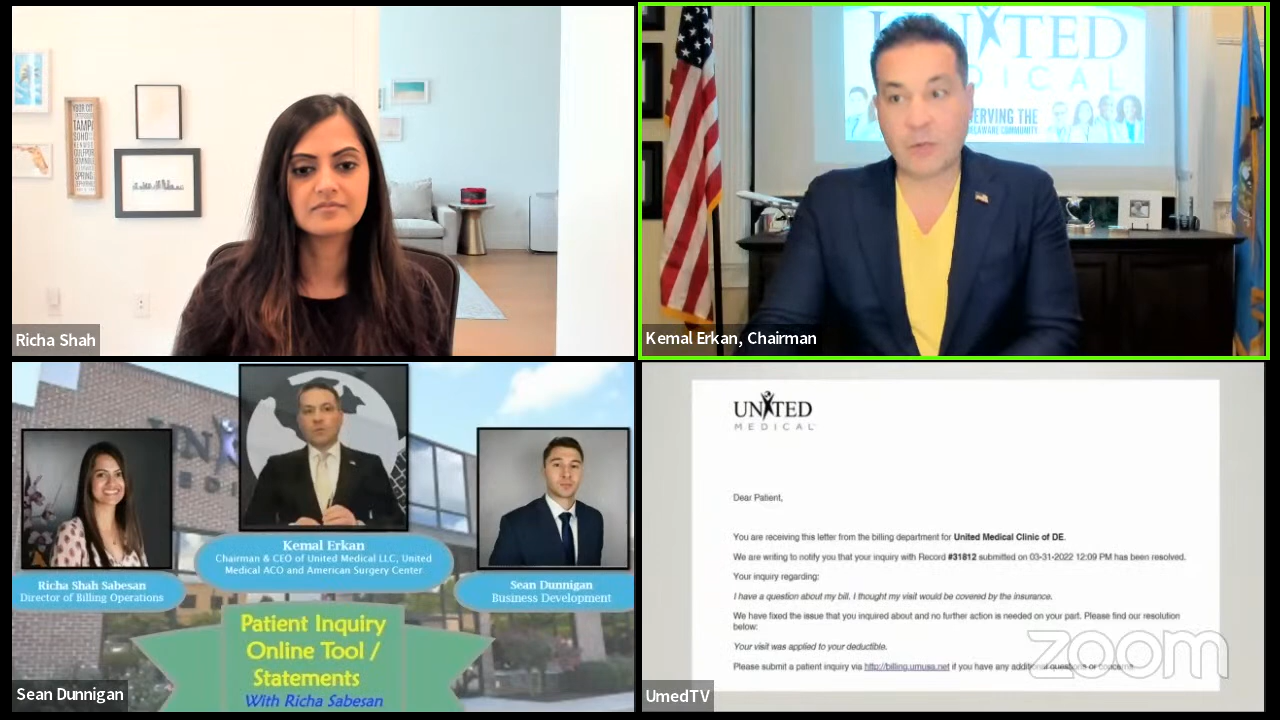 YBOR CITY
TAMPA
SOHO
UNITED
MEDICAL
SERVING THE
DELAWARE COMMUNITY
Richa Shah
Kemal Erkan, Chairman
Kemal Erkan
Chairman & CEO of United Medical LLC, United
Medical ACO and American Surgery Center
Richa Shah Sabesan
Director of Billing Operations
Sean Dunnigan
Business Development
Patient Inquiry
Online Tool /
Statements
With Richa Sabesan
Sean Dunnigan
UNITED
MEDICAL
Dear Patient,
You are receiving this letter from the billing department for United Medical Clinic of DE.
We are writing to notify you that your inquiry with Record #31812 submitted on 03-31-2022 12:09 PM has been resolved.
Your inquiry regarding:
I have a question about my bill. I thought my visit would be covered by the insurance.
We have fixed the issue that you inquired about and no further action is needed on your part. Please find our resolution
below:
Your visit was applied to your deductible.
Please submit a patient inquiry via http://billing.umusa.net if you have any additional questions or concerns.
zoom
UmedTV